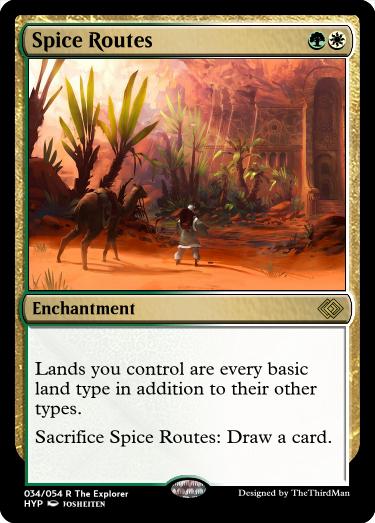 Spice Routes
Enchantment
Lands you control are every basic
land type in addition to their other
types.
Sacrifice Spice Routes: Draw a card.
034/054 R The Explorer
HYP JOSHEITEN
Designed by TheThirdMan